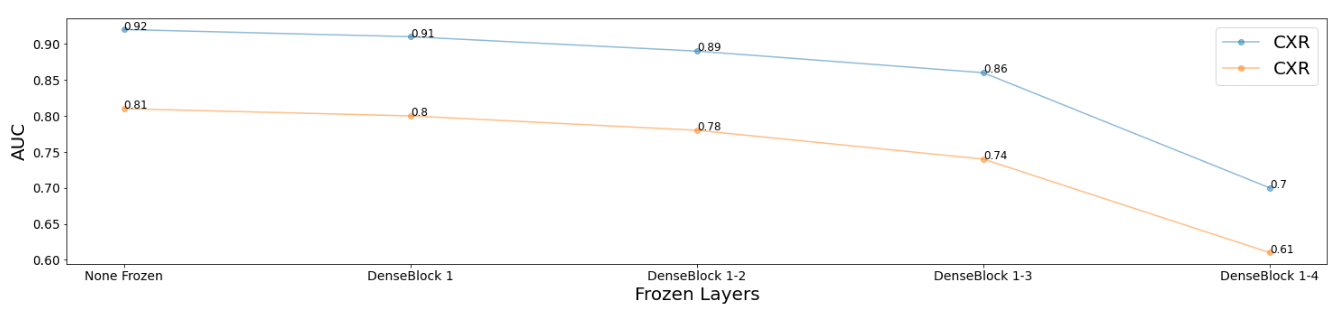 0.92
0.91
0.89
0.86
0.7
0.81
0.8
0.78
0.74
0.61
CXR
CXR
AUC
0.90
0.85
0.80
0.75
0.70
0.65
0.60
None Frozen
DenseBlock 1
DenseBlock 1-2
DenseBlock 1-3
DenseBlock 1-4
Frozen Layers